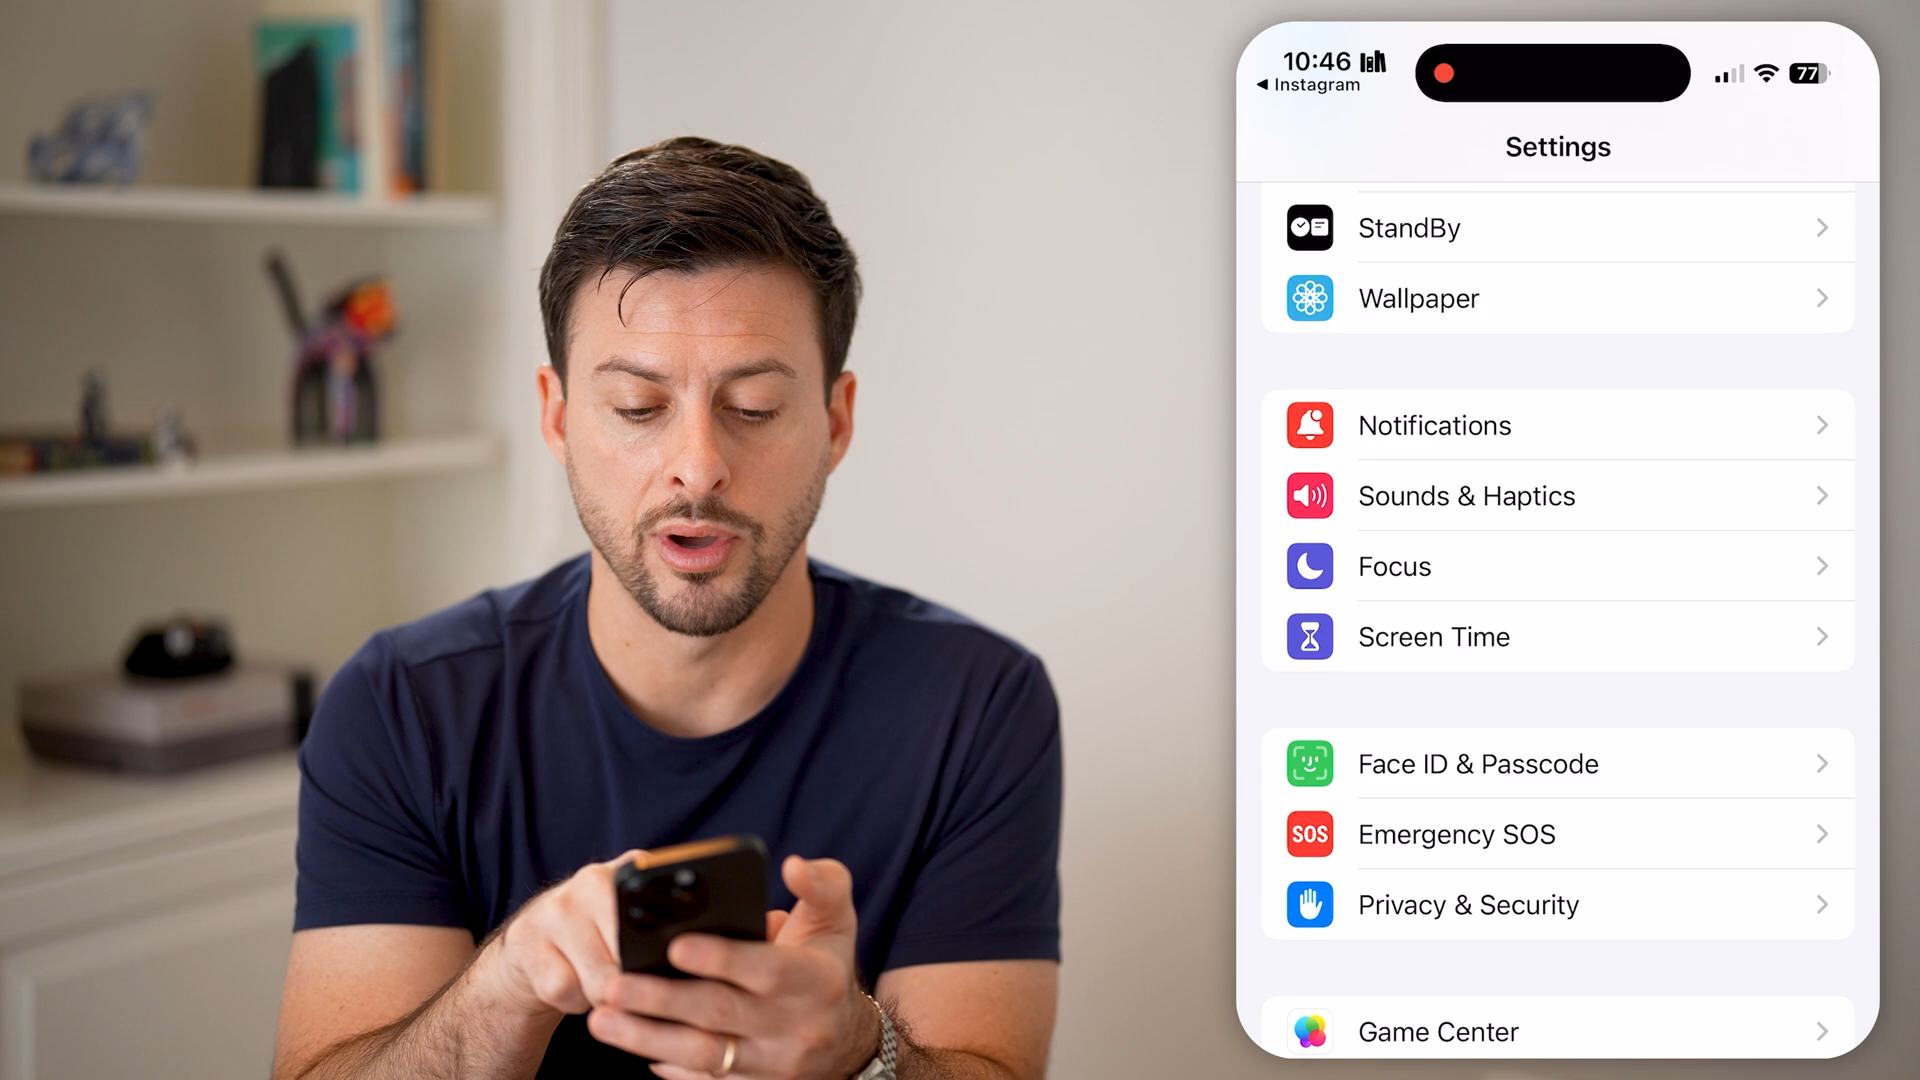 10:46
Instagram
77
Settings
StandBy
Wallpaper
Notifications
Sounds & Haptics
Focus
Screen Time
Face ID & Passcode
SOS
Emergency SOS
Privacy & Security
Game Center